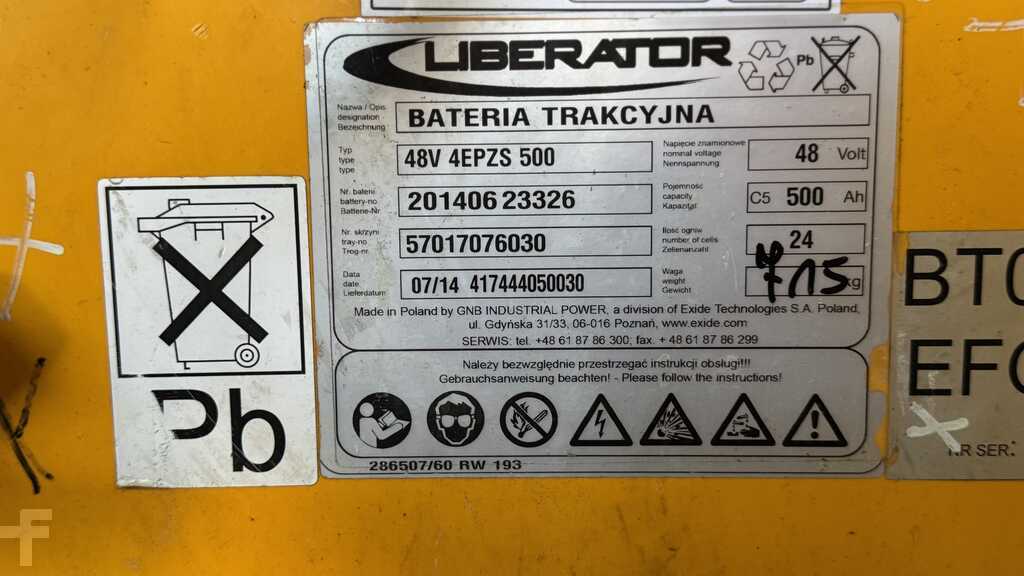 LIBERATOR
Pb
Nazwa / Opis
designation
Bezeichnung
BATERIA TRAKCYJNA
Typ
type
type
48V 4EPZS 500
Napięcie znamionowe
nominal voltage
Nennspannung
48 Volt
Nr. baterii
battery-no
Batterie-Nr.
201406 23326
Pojemność
capacity
Kapazität
C5 500 Ah
Nr. skrzyni
tray-no
Trog-nr.
57017076030
Ilość ogniw
number of cells
Zellenanzahl
24
Data
date
Lieferdatum
07/14 417444050030
Waga
weight
Gewicht
715 kg
Made in Poland by GNB INDUSTRIAL POWER, a division of Exide Technologies S.A. Poland,
ul. Gdyńska 31/33, 06-016 Poznań, www.exide.com
SERWIS: tel. +48 61 87 86 300; fax. + 48 61 87 86 299
Należy bezwzględnie przestrzegać instrukcji obsługi!!!!
Gebrauchsanweisung beachten! - Please follow the instructions!
286507/60 RW 193
Pb
BT
EF
NR SER: